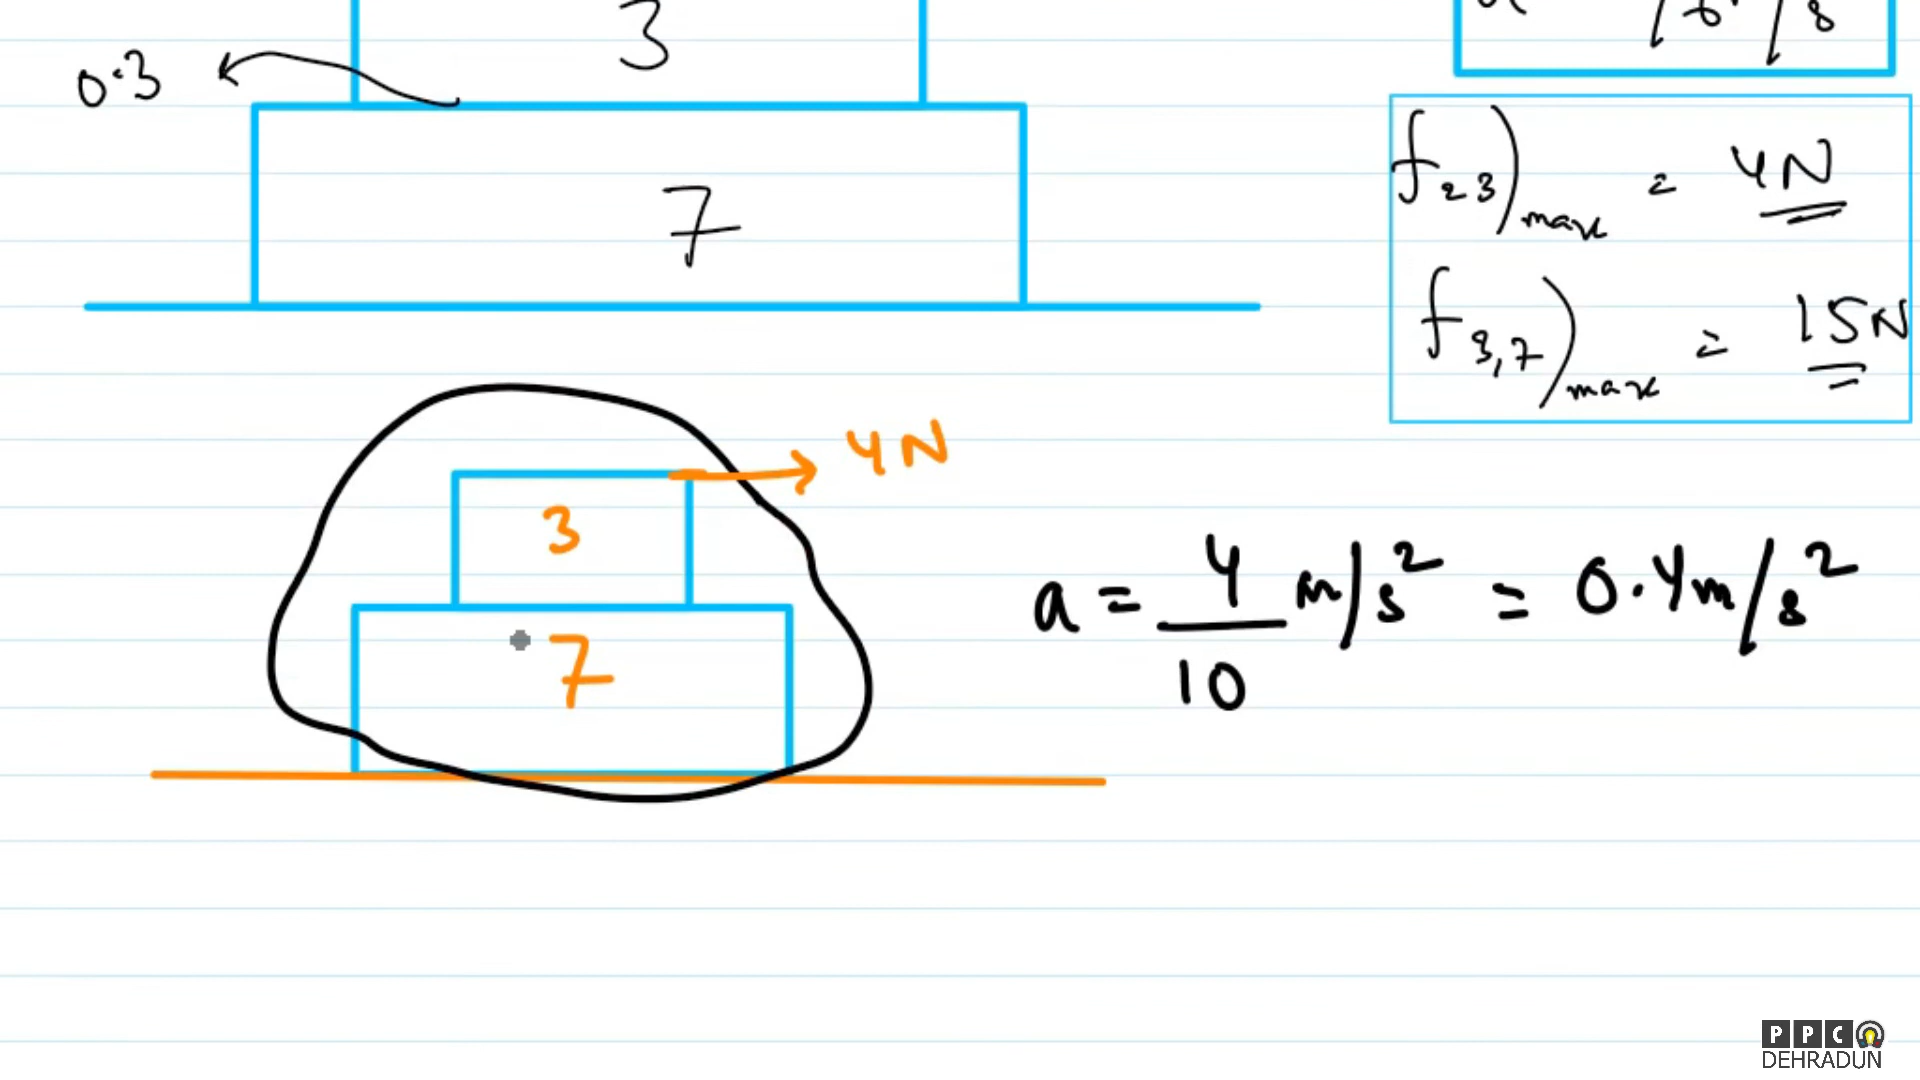 3
0.3
7
f23)max = 4N
f3,7)max = 15N
4N
3
7
a = 4/10 m/s² = 0.4m/s²
PPC
DEHRADUN